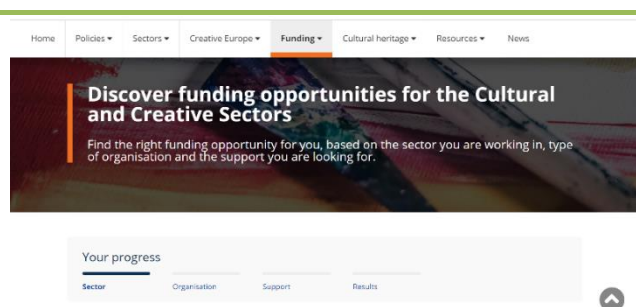 Home Policies Sectors Creative Europe Funding Cultural heritage Resources News
Discover funding opportunities for the Cultural
and Creative Sectors
Find the right funding opportunity for you, based on the sector you are working in, type
of organisation and the support you are looking for.
Your progress
Sector Organisation Support Results